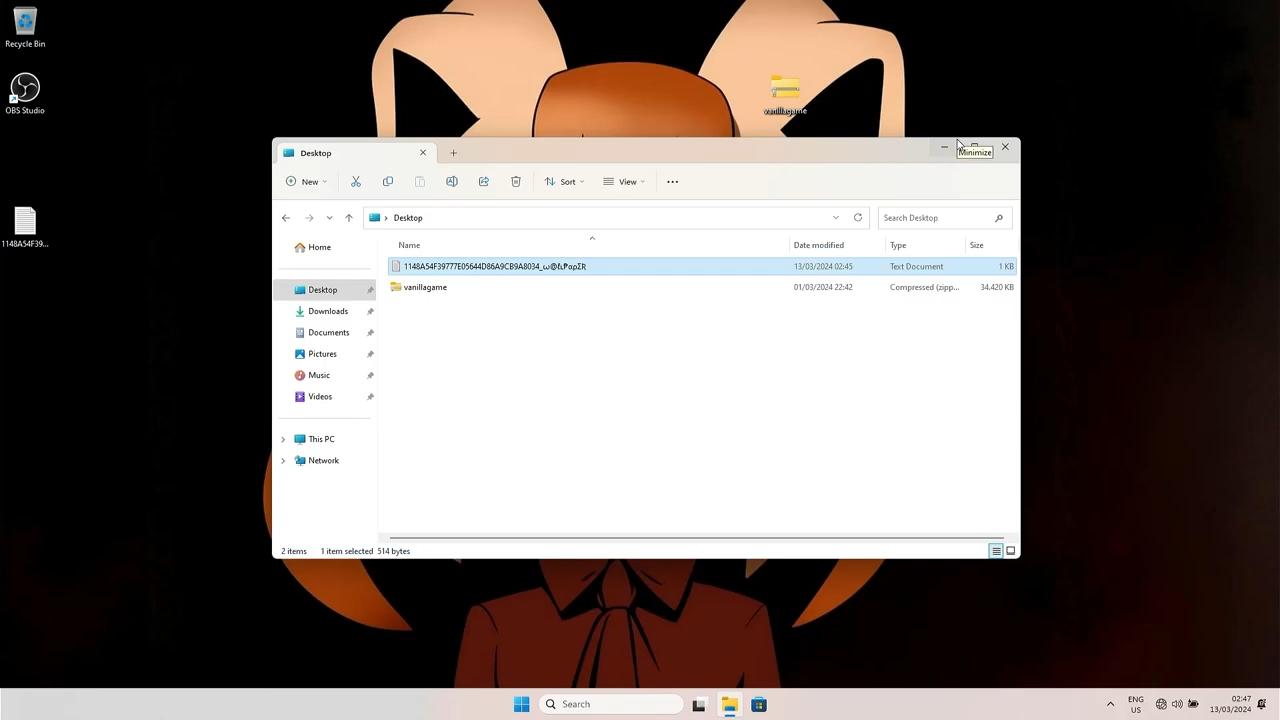 Recycle Bin
OBS Studio
1148A54F39...
vanillagame
Desktop
Minimize
New
Sort
View
Desktop
Search Desktop
Home
Desktop
Downloads
Documents
Pictures
Music
Videos
This PC
Network
Name
Date modified
Type
Size
13/03/2024 02:45
Text Document
1 KB
vanillagame
01/03/2024 22:42
Compressed (zipp...
34,420 KB
2 items
1 item selected
514 bytes
Search
ENG
US
02:47
13/03/2024